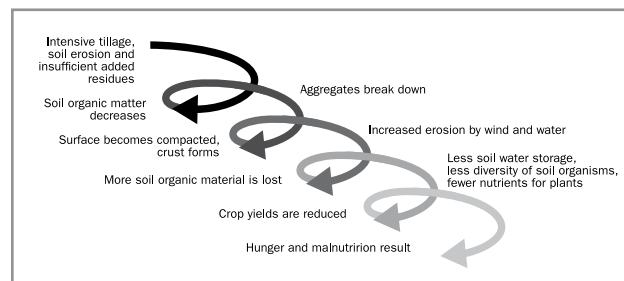 Intensive tillage,
soil erosion and
insufficient added
residues
Aggregates break down
Soil organic matter
decreases
Increased erosion by wind and water
Surface becomes compacted,
crust forms
Less soil water storage,
less diversity of soil organisms,
fewer nutrients for plants
More soil organic material is lost
Crop yields are reduced
Hunger and malnutririon result